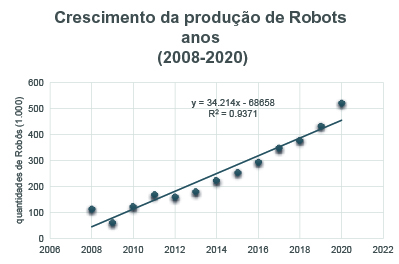 Crescimento da produção de Robots
anos
(2008-2020)
600
500
400
300
200
100
0
quantidades de Robôs (1.000)
y = 34.214x - 68658
R² = 0.9371
2006 2008 2010 2012 2014 2016 2018 2020 2022